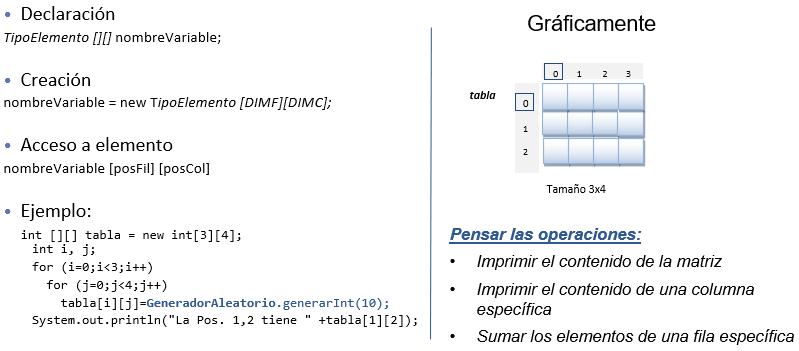 • Declaración
TipoElemento [][] nombreVariable;
• Creación
nombreVariable = new TipoElemento [DIMF][DIMC];
• Acceso a elemento
nombreVariable [posFil] [posCol]
• Ejemplo:
int [][] tabla = new int[3][4];
int i, j;
for (i=0;i<3;i++)
for (j=0;j<4;j++)
tabla[i][j]=GeneradorAleatorio.generarInt(10);
System.out.println("La Pos. 1,2 tiene " +tabla[1][2]);
Gráficamente
0 1 2 3
tabla
0
1
2
Tamaño 3x4
Pensar las operaciones:
• Imprimir el contenido de la matriz
• Imprimir el contenido de una columna
específica
• Sumar los elementos de una fila específica